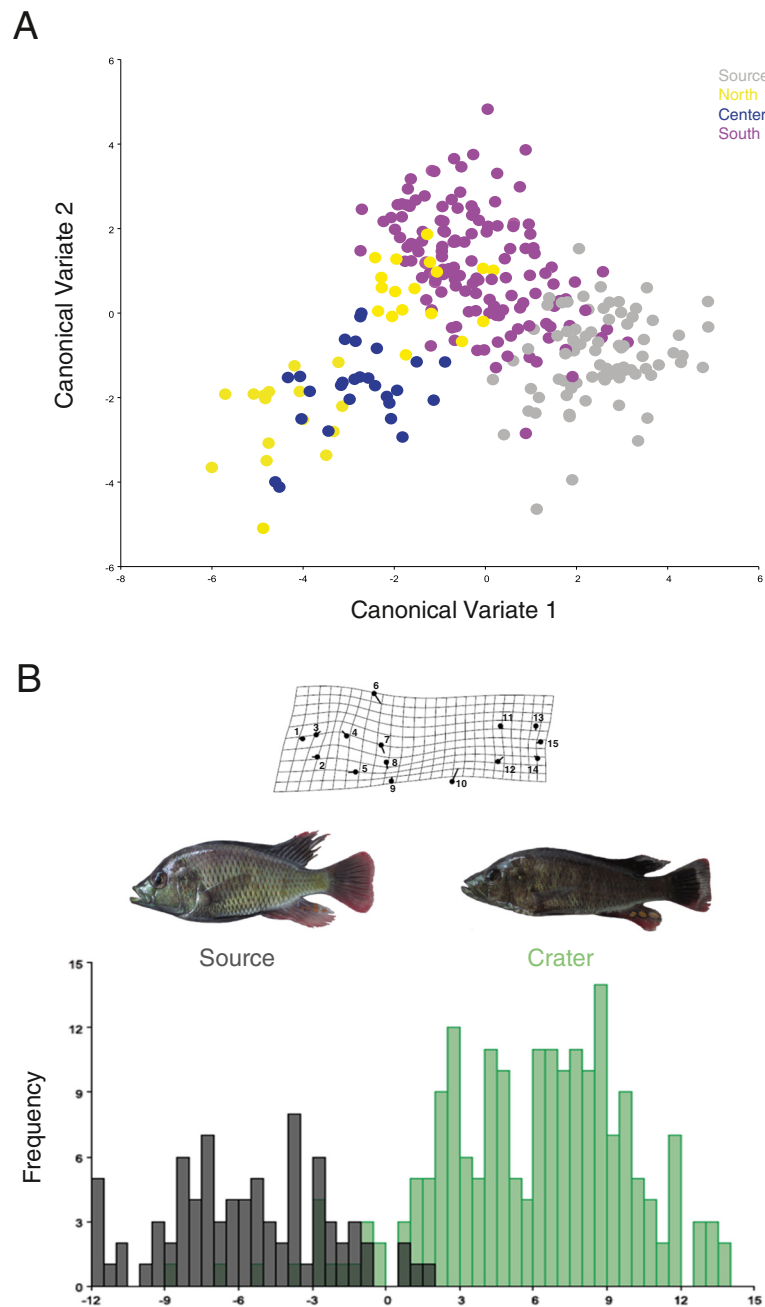 A
6
4
2
0
-2
-4
-6
-8 -6 -4 -2 0 2 4 6
Canonical Variate 2
Canonical Variate 1
Source
North
Center
South
B
6
1 3 4 7 11 13
15
2 5 8 12 14
9 10
Source Crater
15
12
9
6
3
0
Frequency
-12 -9 -6 -3 0 3 6 9 12 15